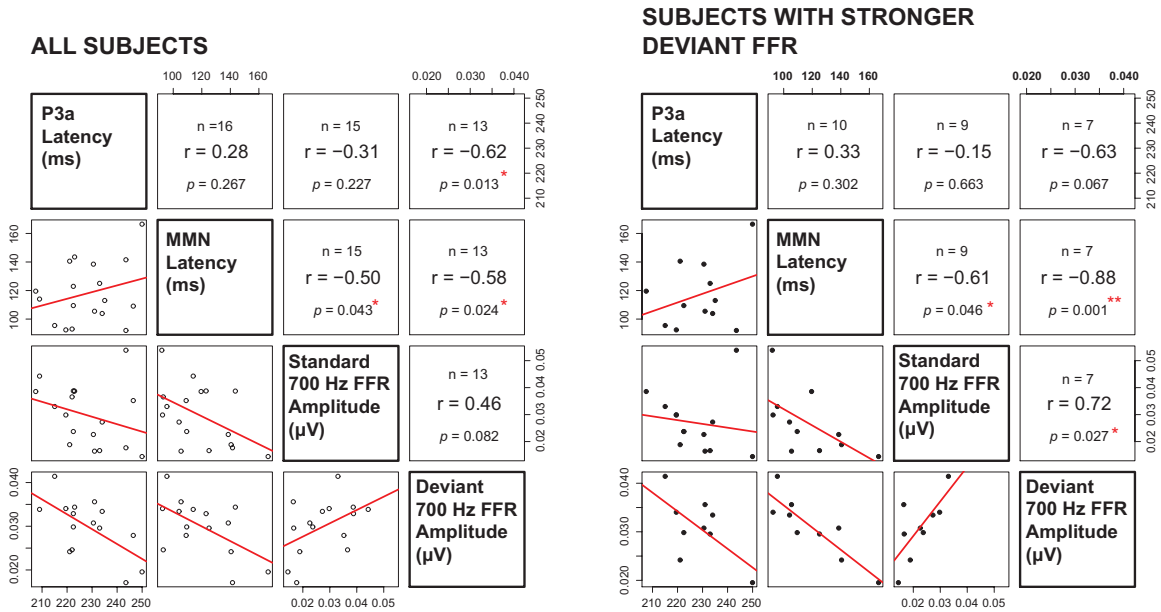 ALL SUBJECTS
100 120 140 160
0.020 0.030 0.040
P3a
Latency
(ms)
n =16
r = 0.28
p = 0.267
n = 15
r = −0.31
p = 0.227
n = 13
r = −0.62
p = 0.013 *
210 220 230 240 250
100 120 140 160
MMN
Latency
(ms)
n = 15
r = −0.50
p = 0.043 *
n = 13
r = −0.58
p = 0.024 *
Standard
700 Hz FFR
Amplitude
(µV)
n = 13
r = 0.46
p = 0.082
0.02 0.03 0.04 0.05
0.020 0.030 0.040
Deviant
700 Hz FFR
Amplitude
(µV)
210 220 230 250
100 120 140 160
0.02 0.03 0.04 0.05
SUBJECTS WITH STRONGER
DEVIANT FFR
100 120 140 160
0.020 0.030 0.040
P3a
Latency
(ms)
n = 10
r = 0.33
p = 0.302
n = 9
r = −0.15
p = 0.663
n = 7
r = −0.63
p = 0.067
210 220 230 240 250
100 120 140 160
MMN
Latency
(ms)
n = 9
r = −0.61
p = 0.046 *
n = 7
r = −0.88
p = 0.001 **
Standard
700 Hz FFR
Amplitude
(µV)
n = 7
r = 0.72
p = 0.027 *
0.02 0.03 0.04 0.05
0.020 0.030 0.040
Deviant
700 Hz FFR
Amplitude
(µV)
210 220 230 240 250
100 120 140 160
0.02 0.03 0.04 0.05